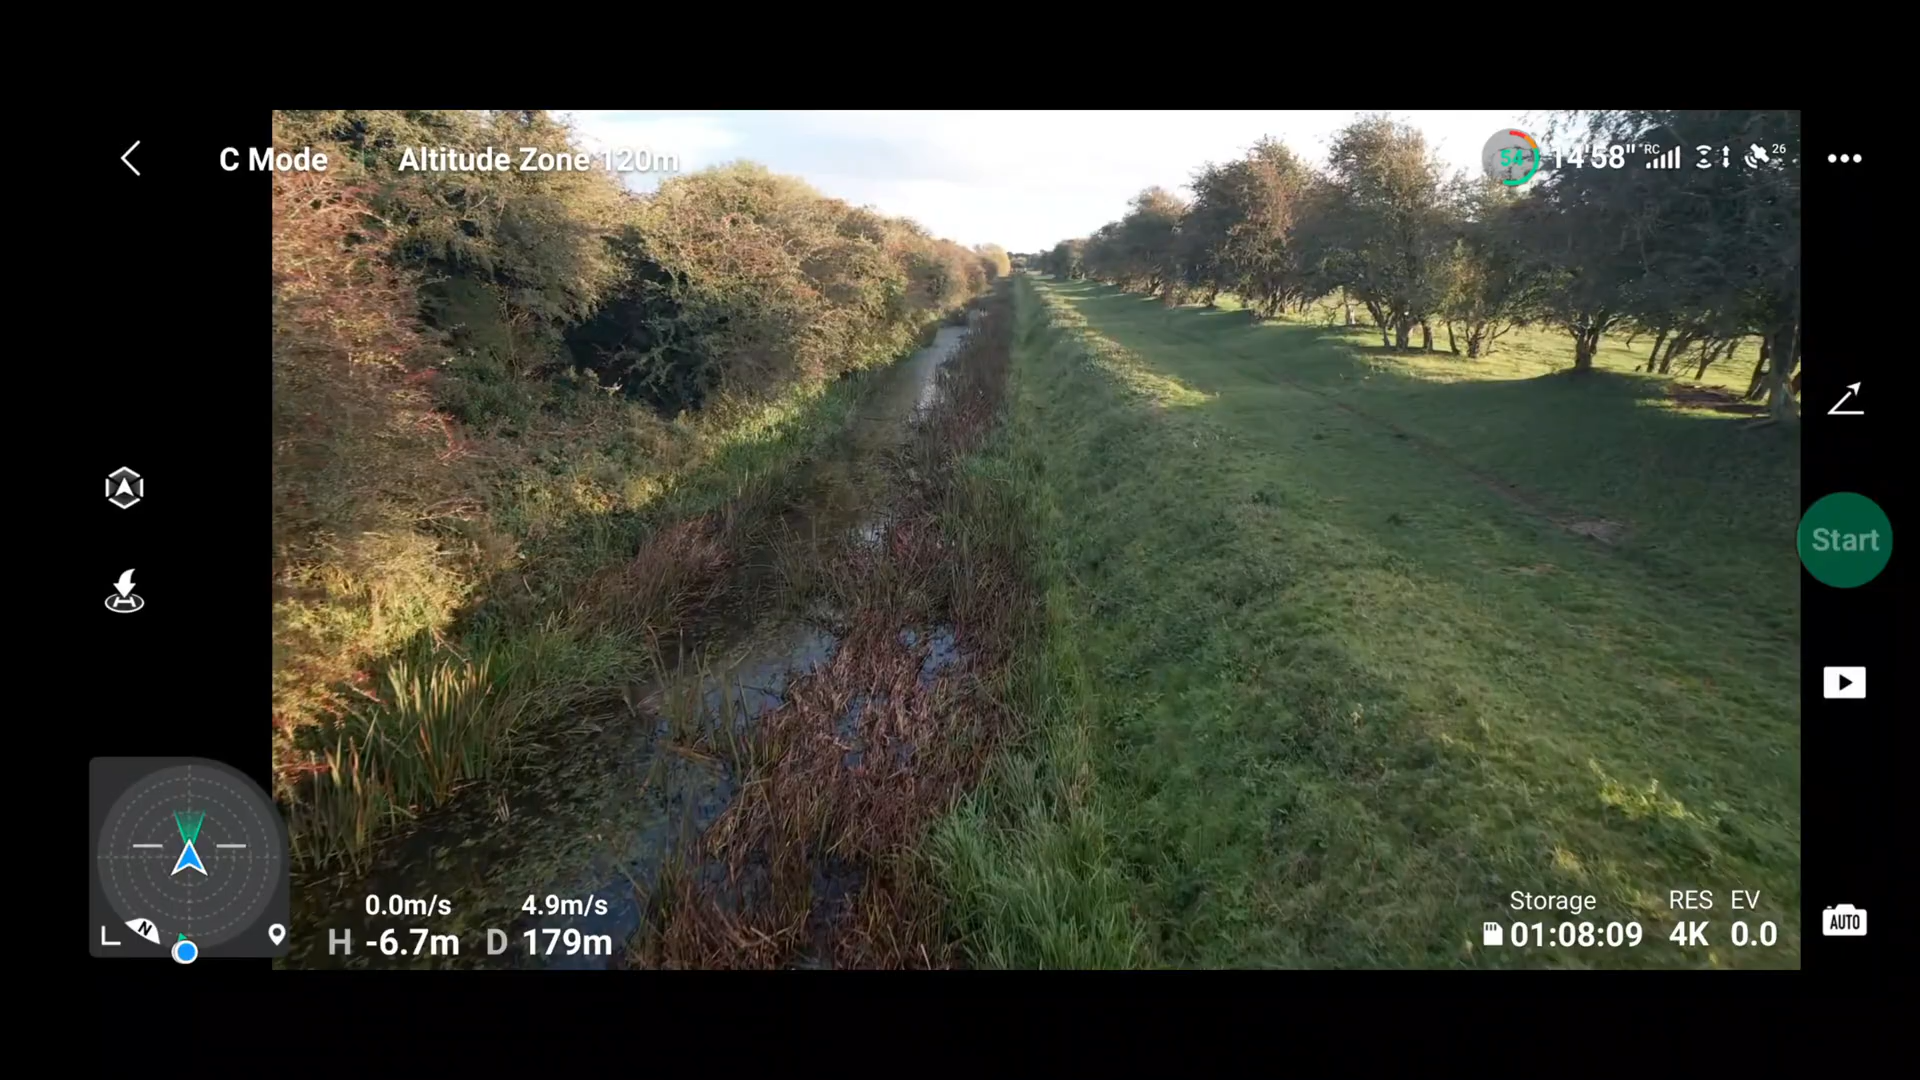 C Mode
Altitude Zone 120m
54
14'58"
RC
26
Start
N
0.0m/s
4.9m/s
H -6.7m
D 179m
Storage
01:08:09
RES
4K
EV
0.0
AUTO